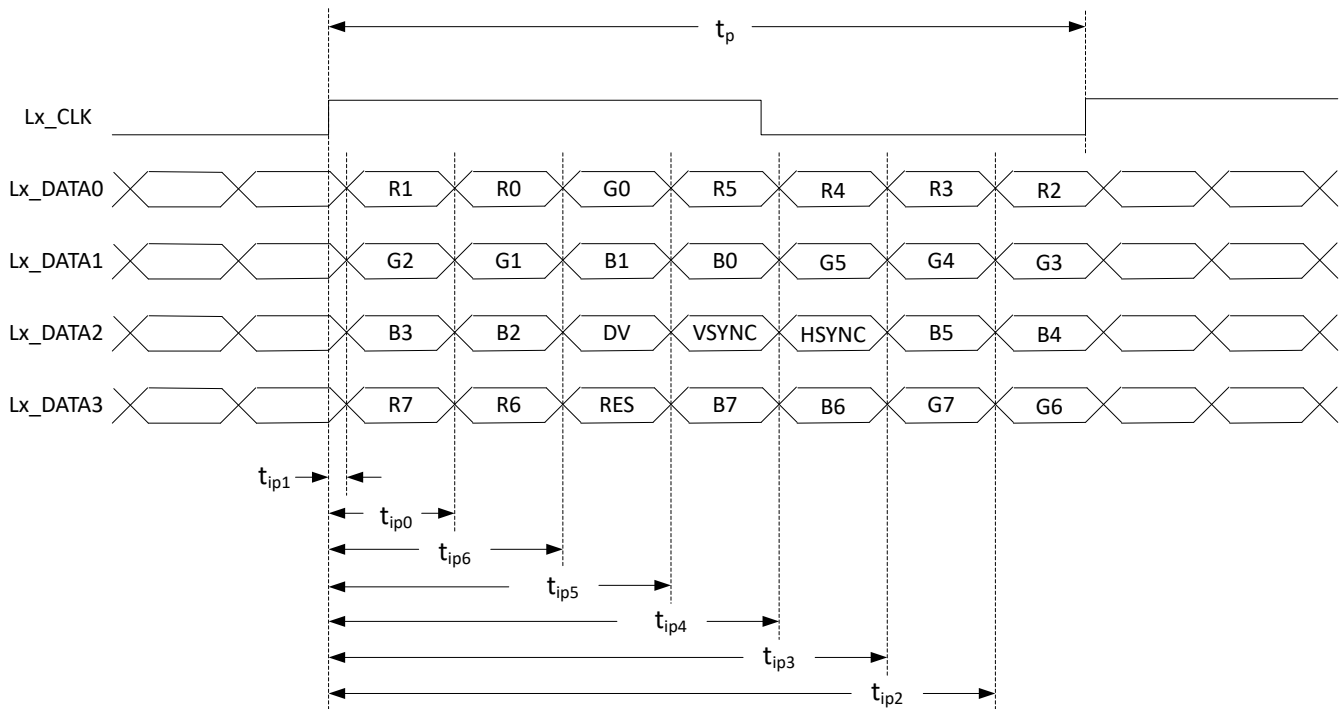 tp
Lx_CLK
Lx_DATA0 R1 R0 G0 R5 R4 R3 R2
Lx_DATA1 G2 G1 B1 B0 G5 G4 G3
Lx_DATA2 B3 B2 DV VSYNC HSYNC B5 B4
Lx_DATA3 R7 R6 RES B7 B6 G7 G6
tip1
tip0
tip6
tip5
tip4
tip3
tip2